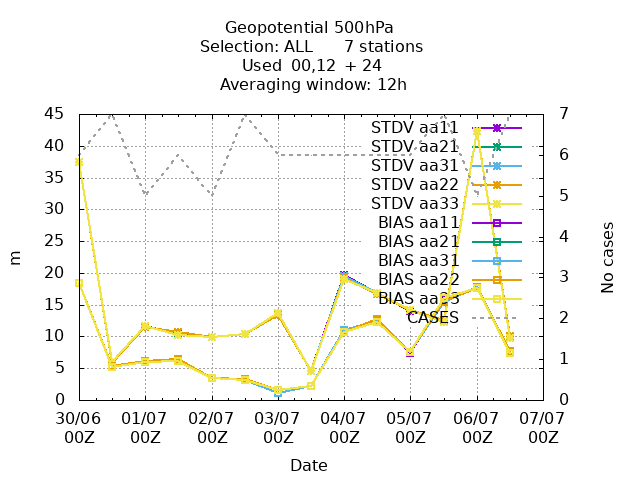 Geopotential 500hPa
Selection: ALL 7 stations
Used 00,12 + 24
Averaging window: 12h
45 7
40 6
35
30 5
25 4
20
15 3
10 2
5 1
0 0
m
No cases
STDV aa11
STDV aa21
STDV aa31
STDV aa22
STDV aa33
BIAS aa11
BIAS aa21
BIAS aa31
BIAS aa22
BIAS aa33
CASES
30/06 01/07 02/07 03/07 04/07 05/07 06/07 07/07
00Z 00Z 00Z 00Z 00Z 00Z 00Z 00Z
Date